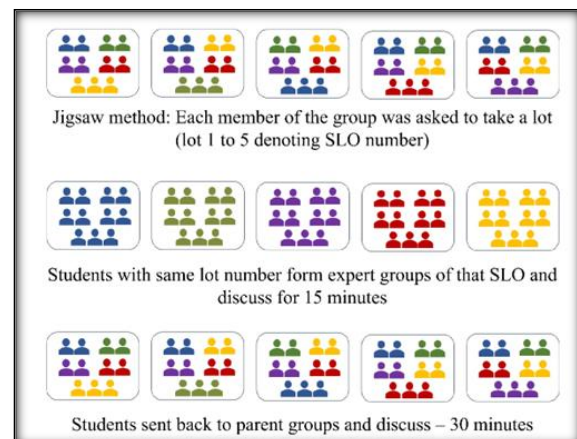 Jigsaw method: Each member of the group was asked to take a lot
(lot 1 to 5 denoting SLO number)
Students with same lot number form expert groups of that SLO and
discuss for 15 minutes
Students sent back to parent groups and discuss – 30 minutes